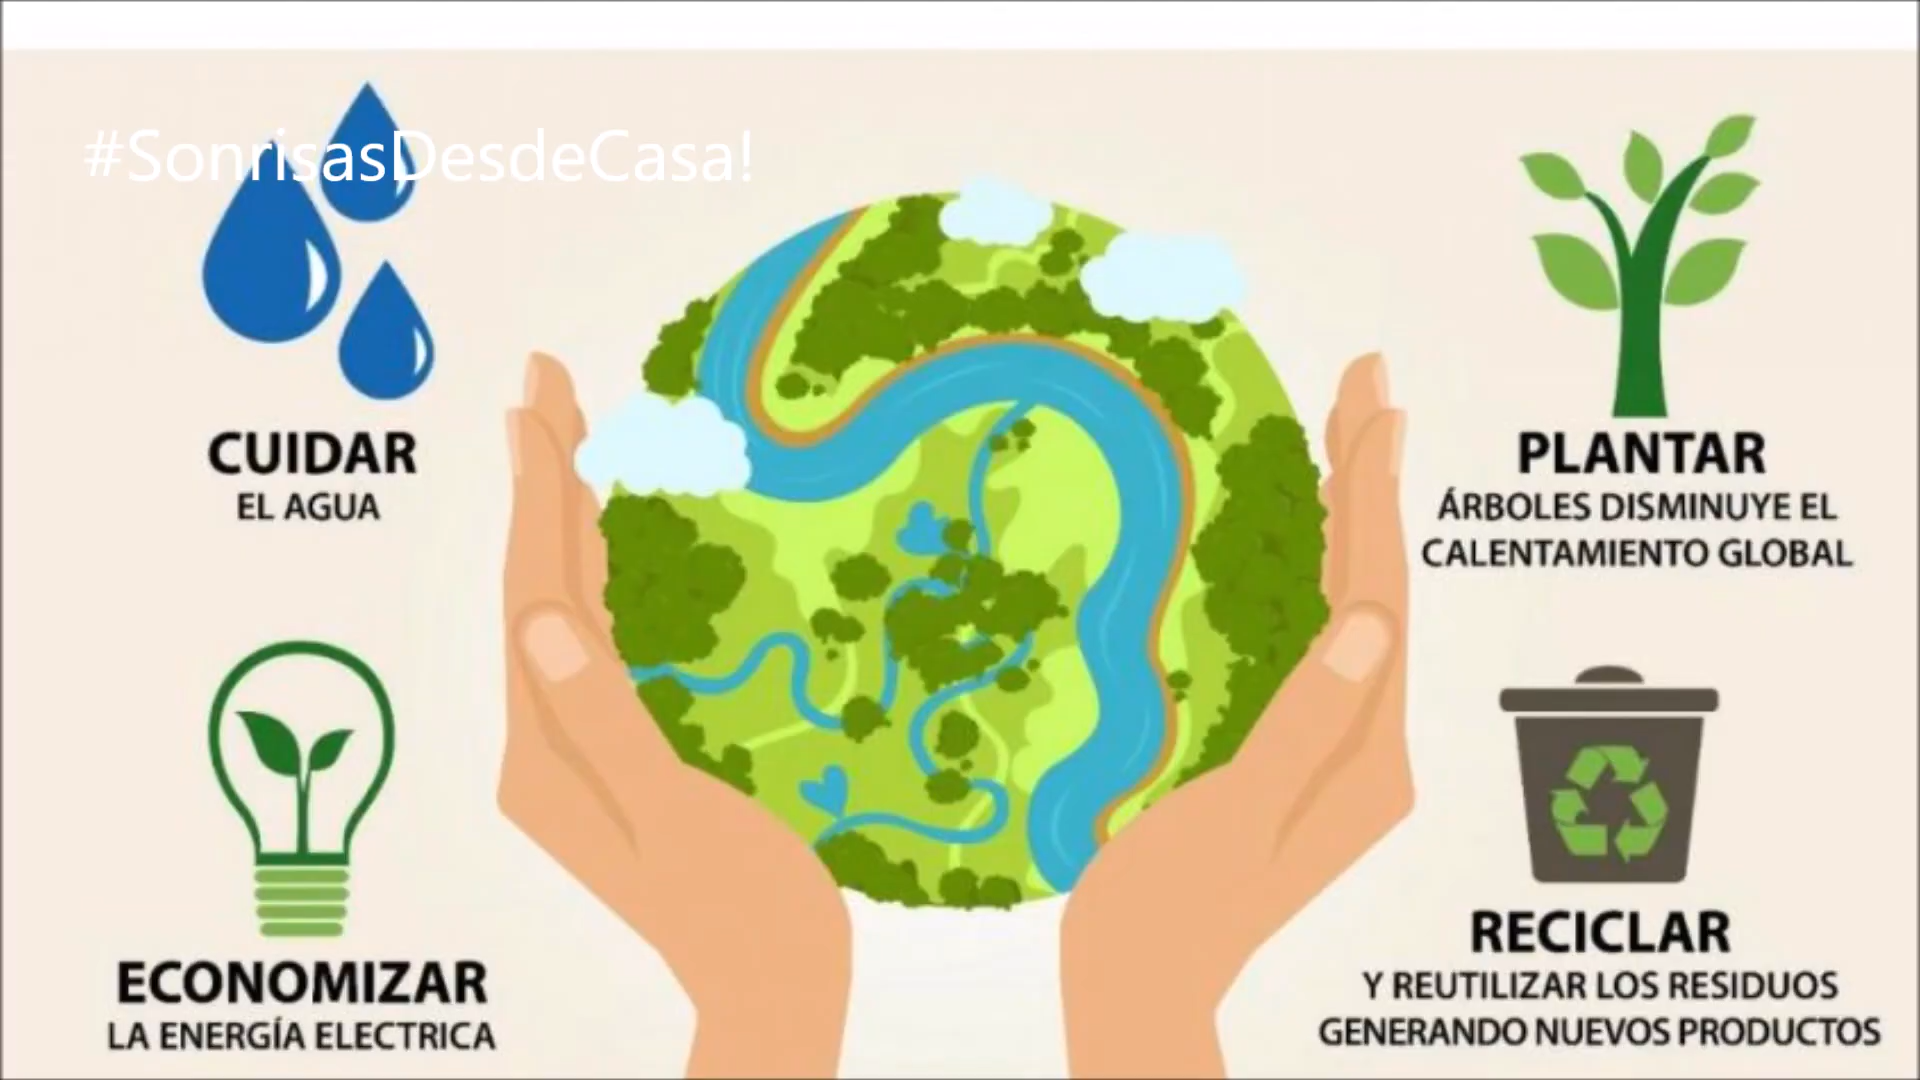 #SonrisasDesdeCasa!
CUIDAR
EL AGUA
PLANTAR
ÁRBOLES DISMINUYE EL
CALENTAMIENTO GLOBAL
ECONOMIZAR
LA ENERGÍA ELECTRICA
RECICLAR
Y REUTILIZAR LOS RESIDUOS
GENERANDO NUEVOS PRODUCTOS